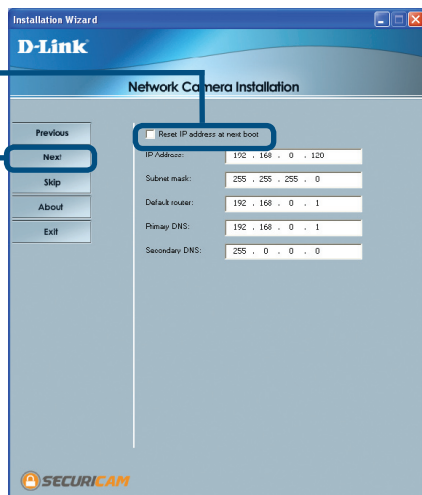 Installation Wizard
D-Link
Network Camera Installation
Previous
Next
Skip
About
Exit
Reset IP address at next boot
IP Address: 192 . 168 . 0 . 120
Subnet mask: 255 . 255 . 255 . 0
Default router: 192 . 168 . 0 . 1
Primary DNS: 192 . 168 . 0 . 1
Secondary DNS: 255 . 0 . 0 . 0
SECURICAM